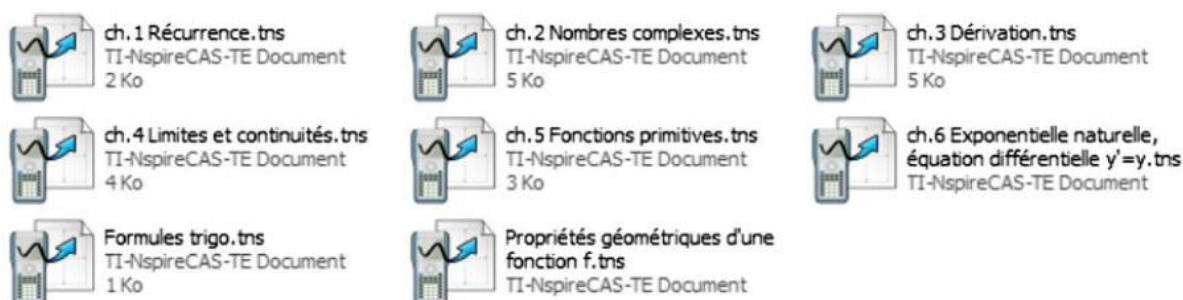 ch.1 Récurrence.tns
TI-NspireCAS-TE Document
2 Ko
ch.2 Nombres complexes.tns
TI-NspireCAS-TE Document
5 Ko
ch.3 Dérivation.tns
TI-NspireCAS-TE Document
5 Ko
ch.4 Limites et continuités.tns
TI-NspireCAS-TE Document
4 Ko
ch.5 Fonctions primitives.tns
TI-NspireCAS-TE Document
3 Ko
ch.6 Exponentielle naturelle,
équation différentielle y'=y.tns
TI-NspireCAS-TE Document
Formules trigo.tns
TI-NspireCAS-TE Document
1 Ko
Propriétés géométriques d'une
fonction f.tns
TI-NspireCAS-TE Document